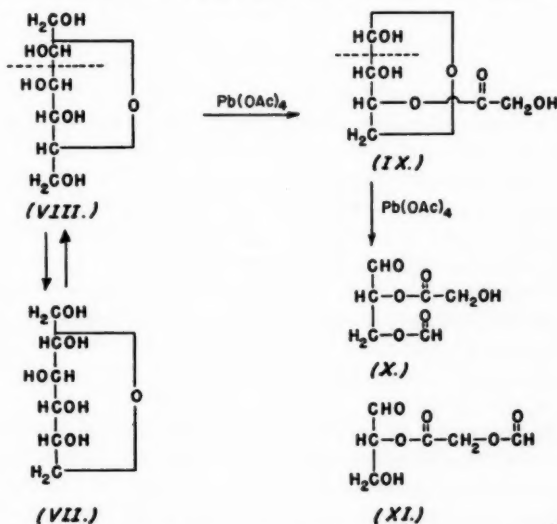 H₂COH
HOCH
HOCH
O
HCOH
HC
H₂COH
(VIII.)
Pb(OAc)₄
HCOH
HCOH
O
O
HC—O—C—CH₂OH
H₂C
(IX.)
Pb(OAc)₄
CHO
O
HC—O—C—CH₂OH
O
H₂C—O—CH
(X.)
H₂COH
HCOH
HOCH
O
HCOH
HCOH
H₂C
(VII.)
CHO
O O
HC—O—C—CH₂—O—CH
H₂COH
(XI.)